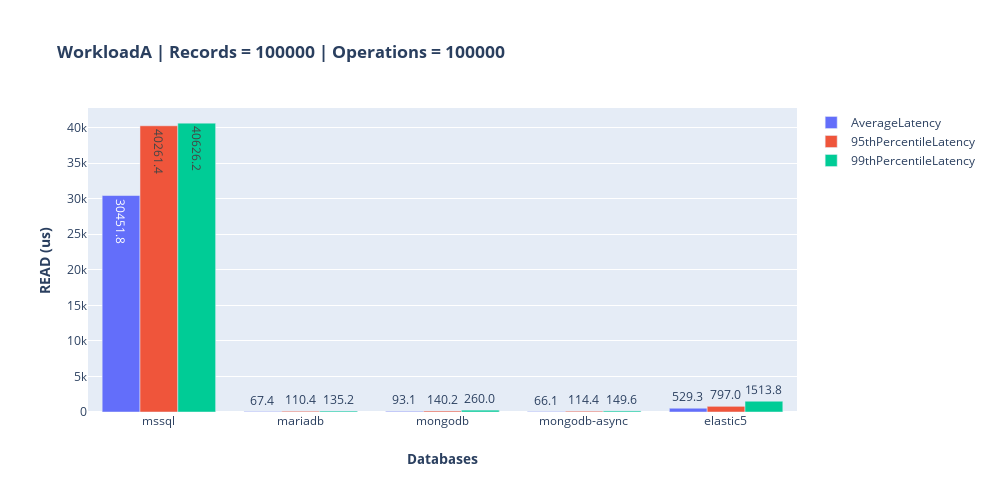 WorkloadA | Records = 100000 | Operations = 100000
AverageLatency
95thPercentileLatency
99thPercentileLatency
READ (us)
40k
35k
30k
25k
20k
15k
10k
5k
0
30451.8
40261.4
40626.2
67.4 110.4 135.2
93.1 140.2 260.0
66.1 114.4 149.6
529.3 797.0 1513.8
mssql mariadb mongodb mongodb-async elastic5
Databases